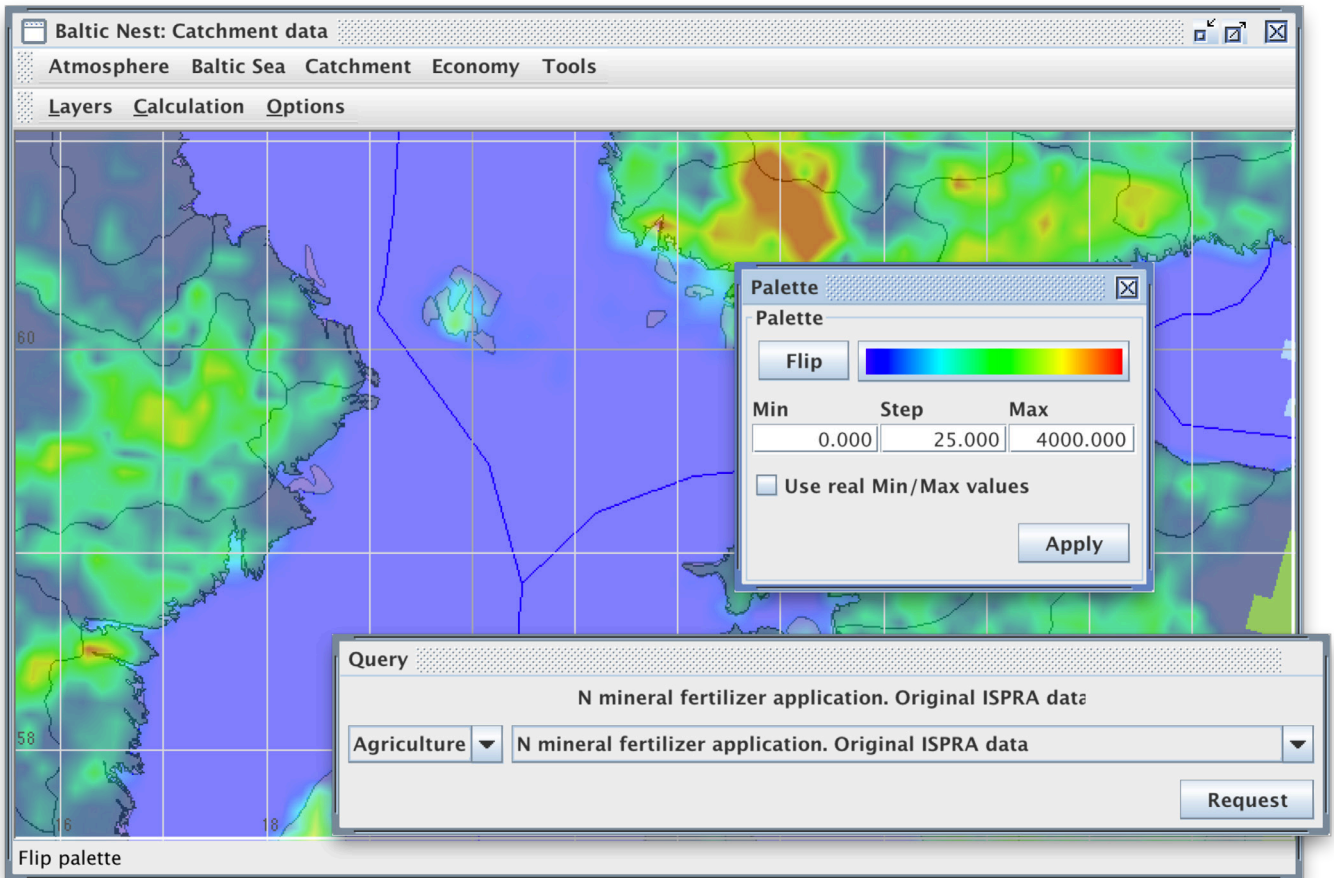 Baltic Nest: Catchment data
Atmosphere Baltic Sea Catchment Economy Tools
Layers Calculation Options
60
58
16 18
Palette
Palette
Flip
Min Step Max
0.000 25.000 4000.000
Use real Min/Max values
Apply
Query
N mineral fertilizer application. Original ISPRA data
Agriculture N mineral fertilizer application. Original ISPRA data
Request
Flip palette